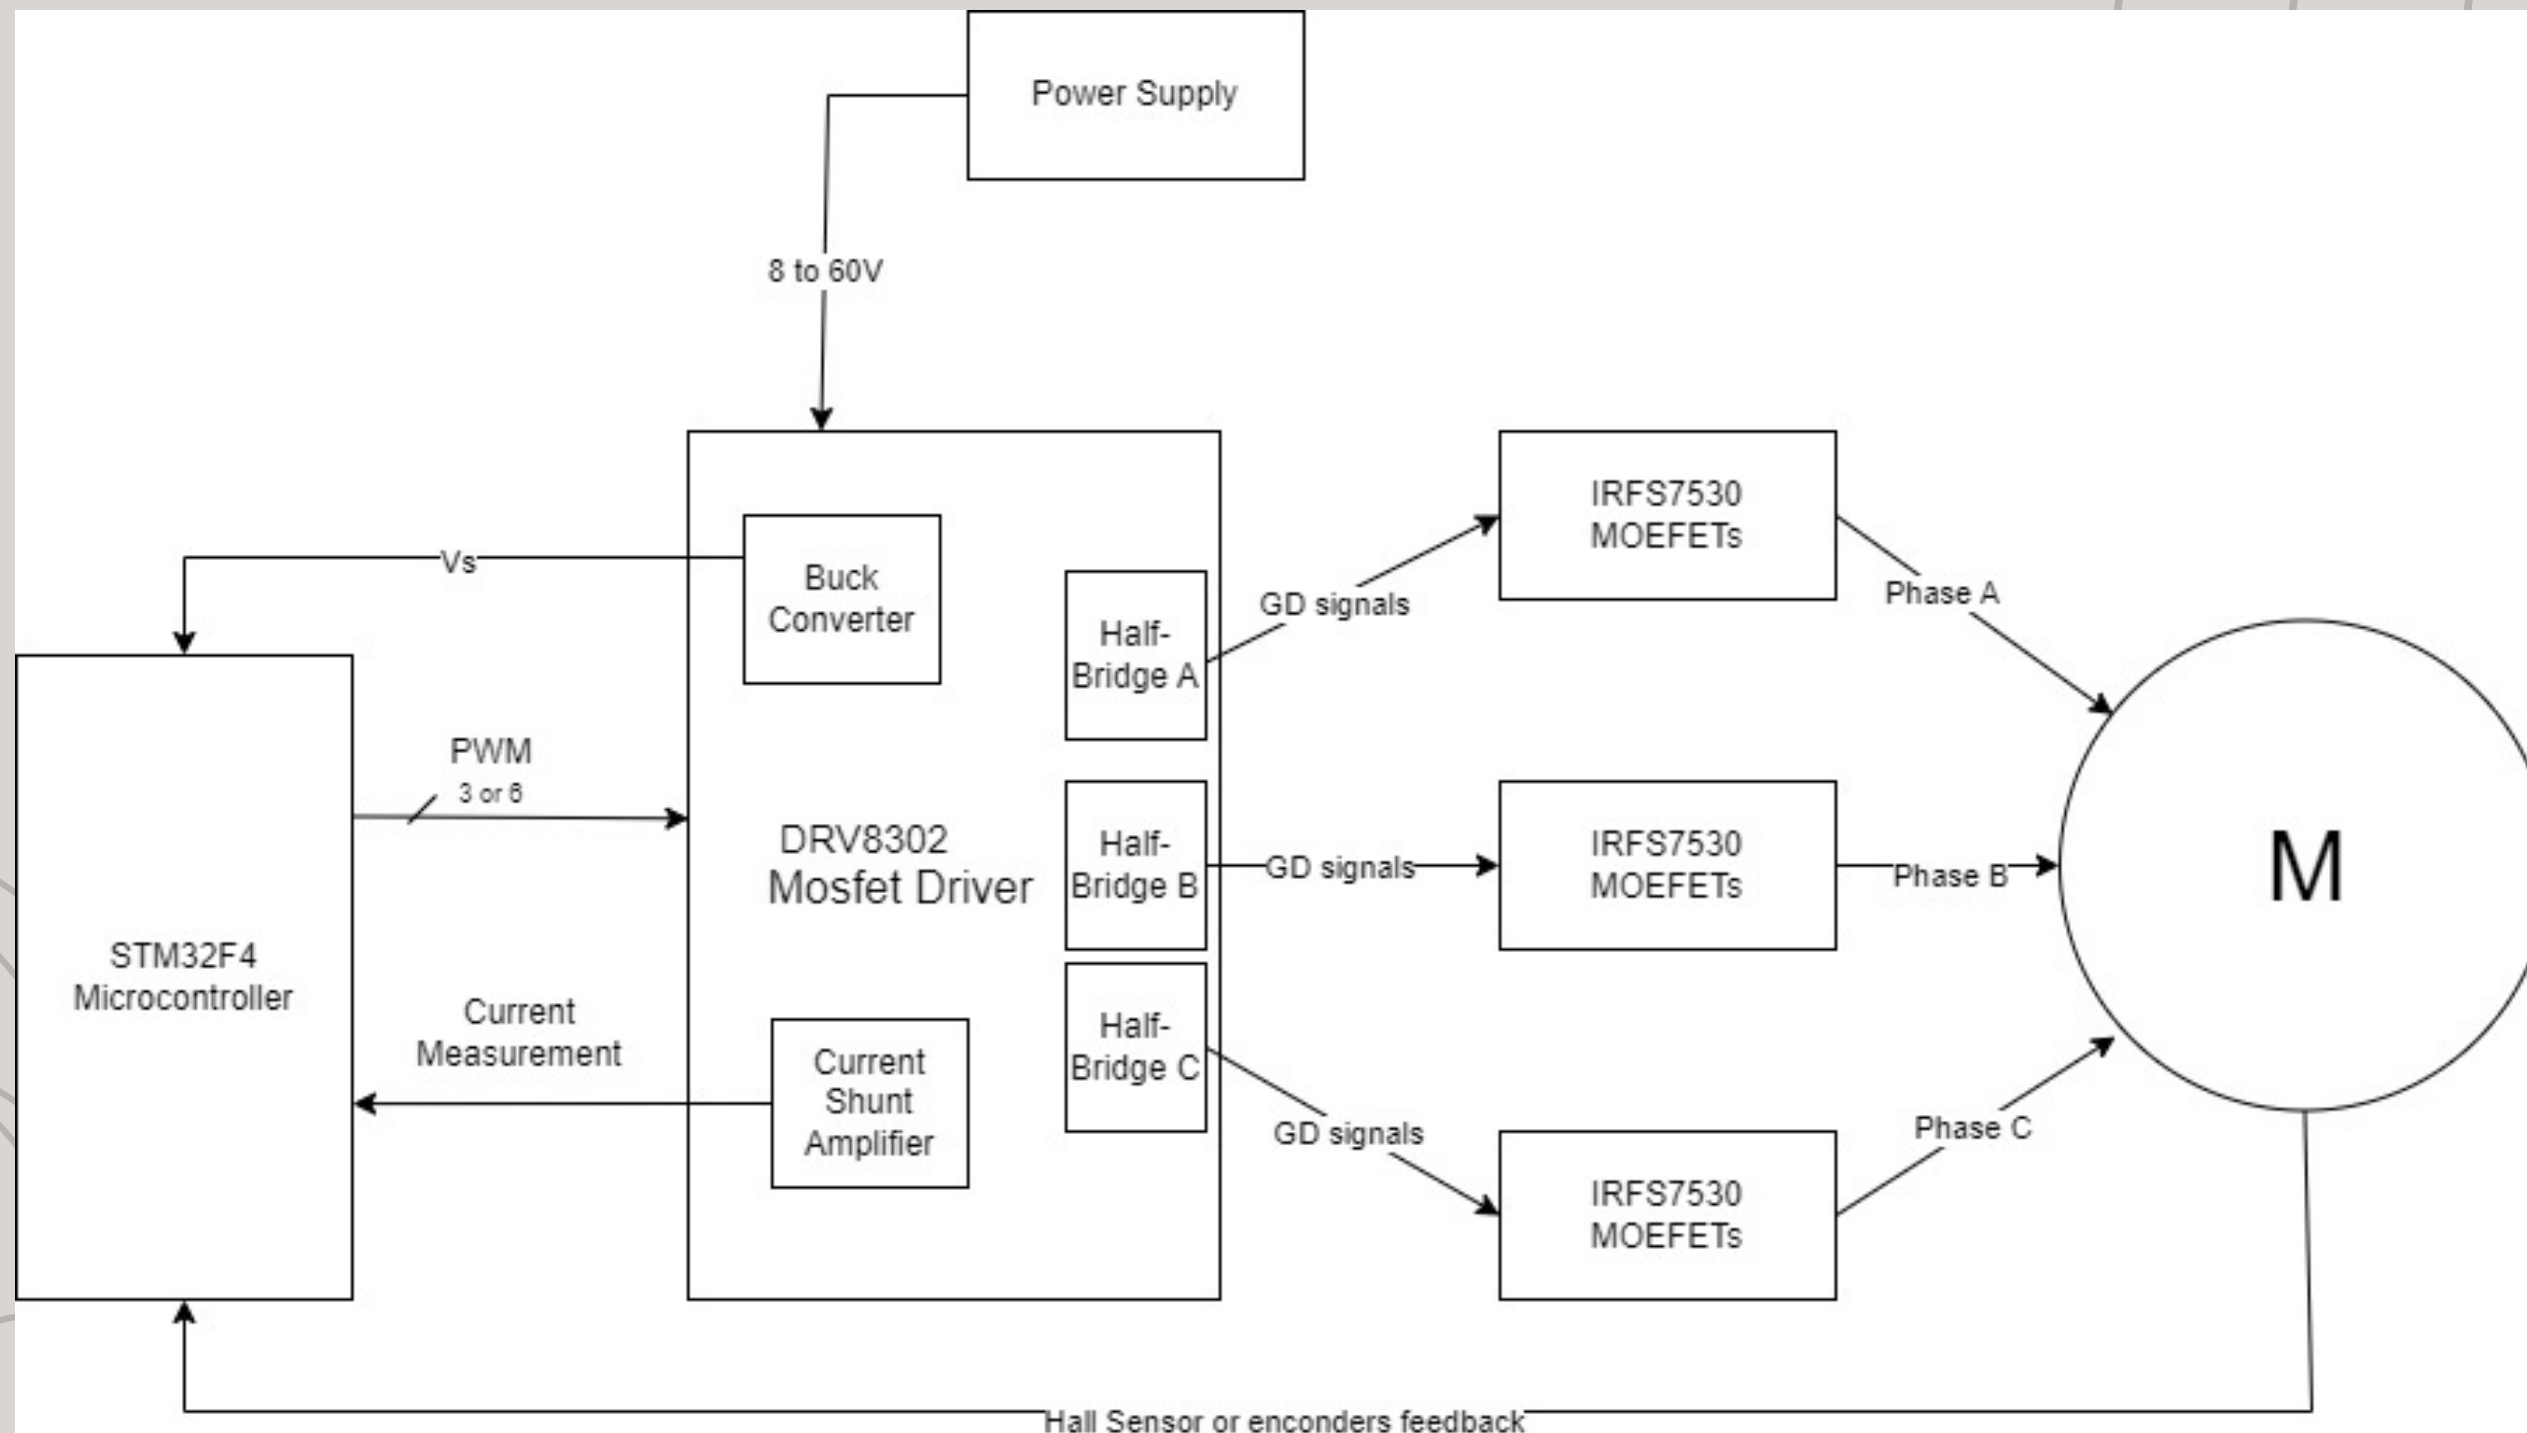 Power Supply
8 to 60V
Vs
Buck
Converter
Half-
Bridge A
GD signals
IRFS7530
MOEFETs
Phase A
PWM
3 or 6
DRV8302
Mosfet Driver
Half-
Bridge B
GD signals
IRFS7530
MOEFETs
Phase B
M
STM32F4
Microcontroller
Current
Measurement
Current
Shunt
Amplifier
Half-
Bridge C
GD signals
IRFS7530
MOEFETs
Phase C
Hall Sensor or enconders feedback